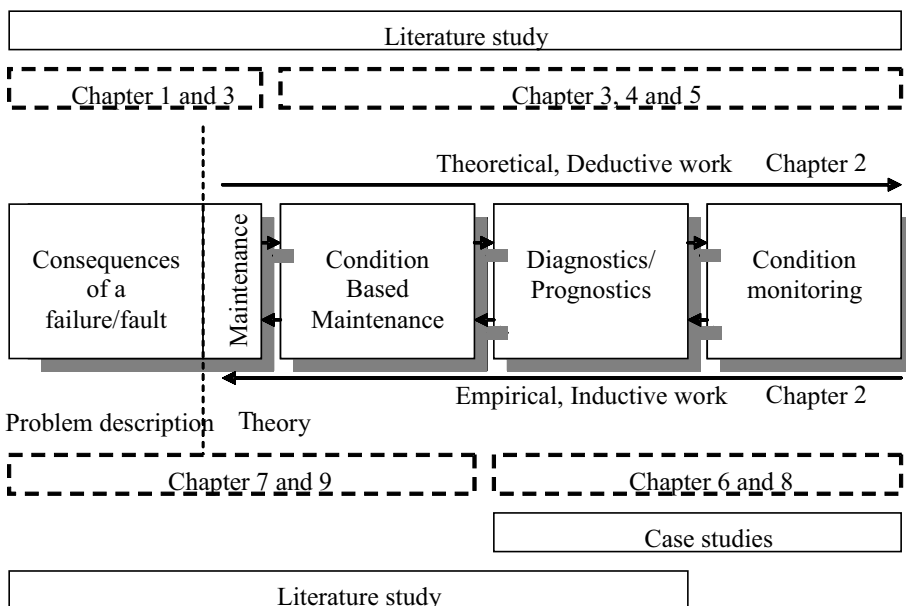 Literature study
Chapter 1 and 3
Chapter 3, 4 and 5
Theoretical, Deductive work Chapter 2
Consequences
of a
failure/fault
Maintenance
Condition
Based
Maintenance
Diagnostics/
Prognostics
Condition
monitoring
Empirical, Inductive work Chapter 2
Problem description Theory
Chapter 7 and 9
Chapter 6 and 8
Case studies
Literature study